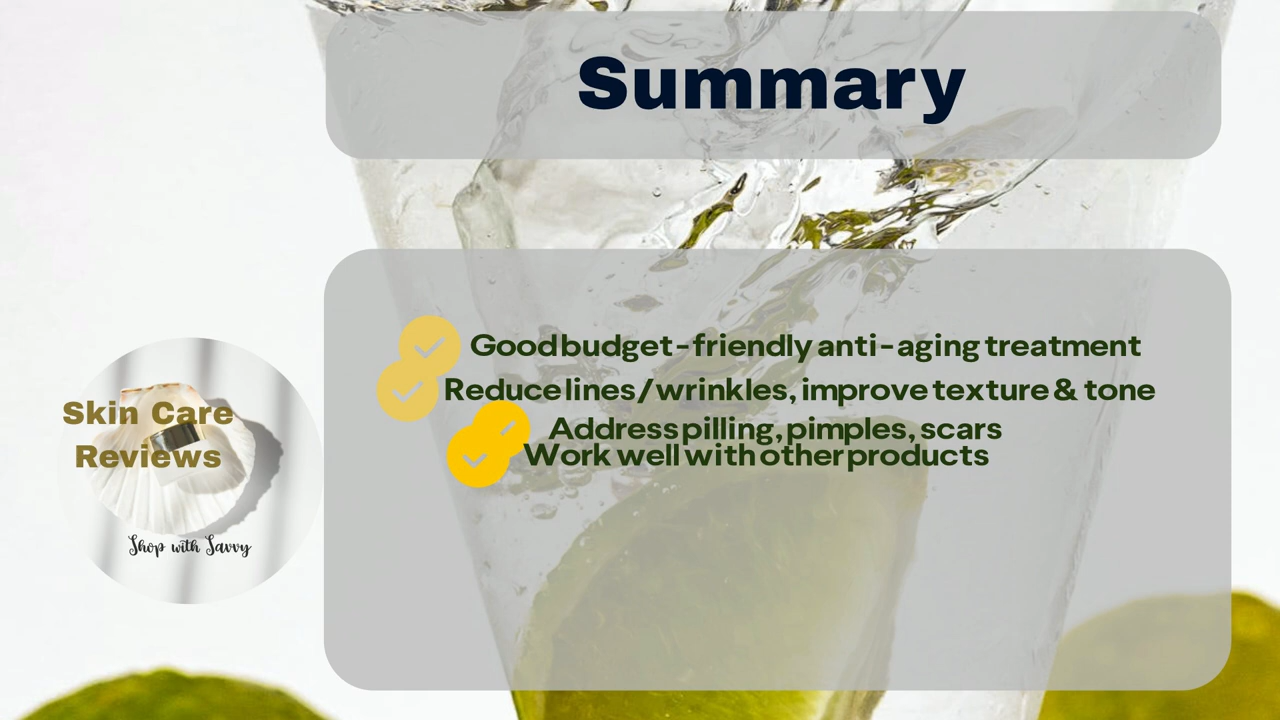 Summary
Good budget-friendly anti-aging treatment
Reduce lines/wrinkles, improve texture & tone
Address pilling, pimples, scars
Work well with other products
Skin Care
Reviews
Shop with Savvy